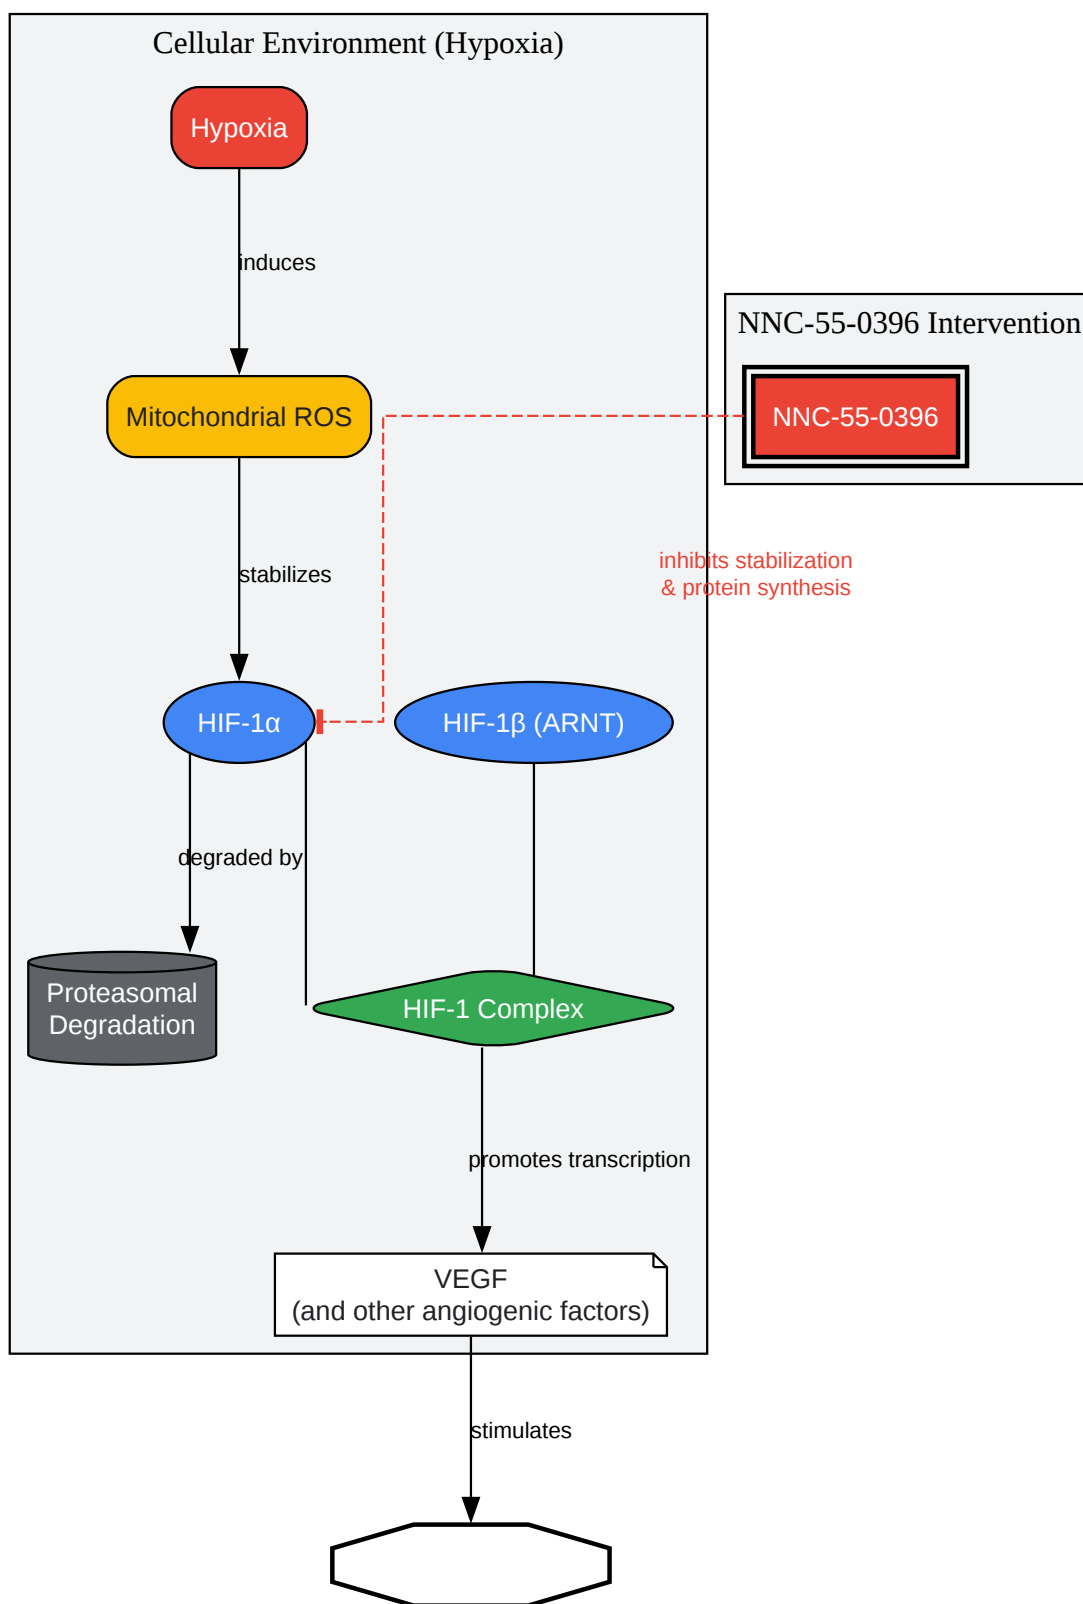 Cellular Environment (Hypoxia)
Hypoxia
induces
NNC-55-0396 Intervention
Mitochondrial ROS
NNC-55-0396
inhibits stabilization
& protein synthesis
stabilizes
HIF-1α
HIF-1β (ARNT)
degraded by
Proteasomal
Degradation
HIF-1 Complex
promotes transcription
VEGF
(and other angiogenic factors)
stimulates